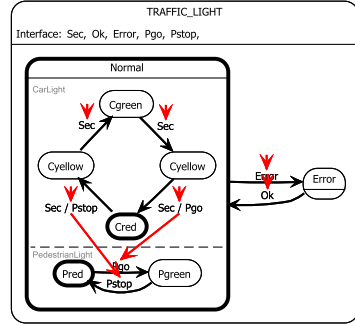 TRAFFIC_LIGHT
Interface: Sec, Ok, Error, Pgo, Pstop,
Normal
CarLight
Cgreen
Sec
Sec
Cyellow
Cyellow
Error
Error
Ok
Sec / Pstop
Sec / Pgo
Cred
PedestrianLight
Pgo
Pred
Pgreen
Pstop